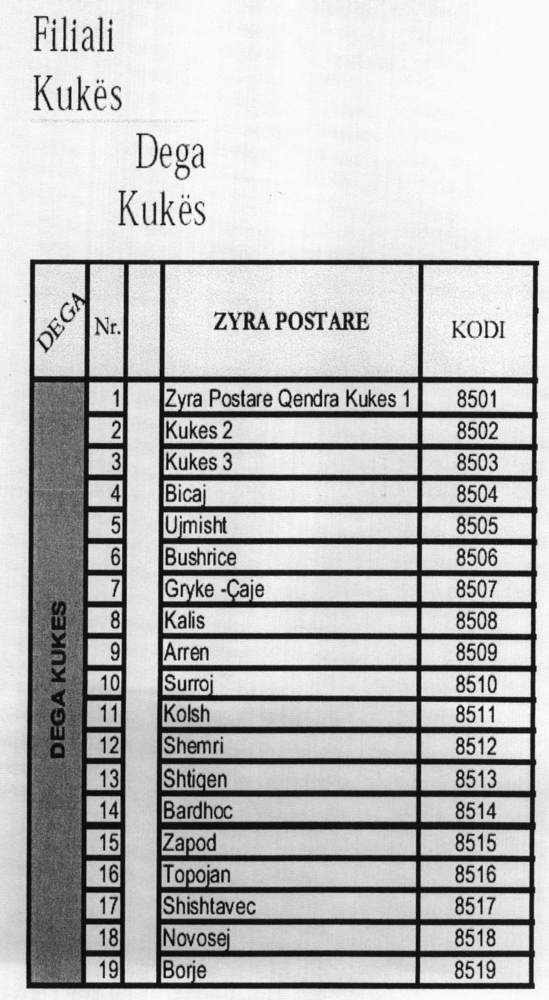 Filiali
Kukës
Dega
Kukës
DEGA Nr. ZYRA POSTARE KODI
DEGA KUKES
1 Zyra Postare Qendra Kukes 1 8501
2 Kukes 2 8502
3 Kukes 3 8503
4 Bicaj 8504
5 Ujmisht 8505
6 Bushrice 8506
7 Gryke -Çaje 8507
8 Kalis 8508
9 Arren 8509
10 Surroj 8510
11 Kolsh 8511
12 Shemri 8512
13 Shtiqen 8513
14 Bardhoc 8514
15 Zapod 8515
16 Topojan 8516
17 Shishtavec 8517
18 Novosej 8518
19 Borje 8519